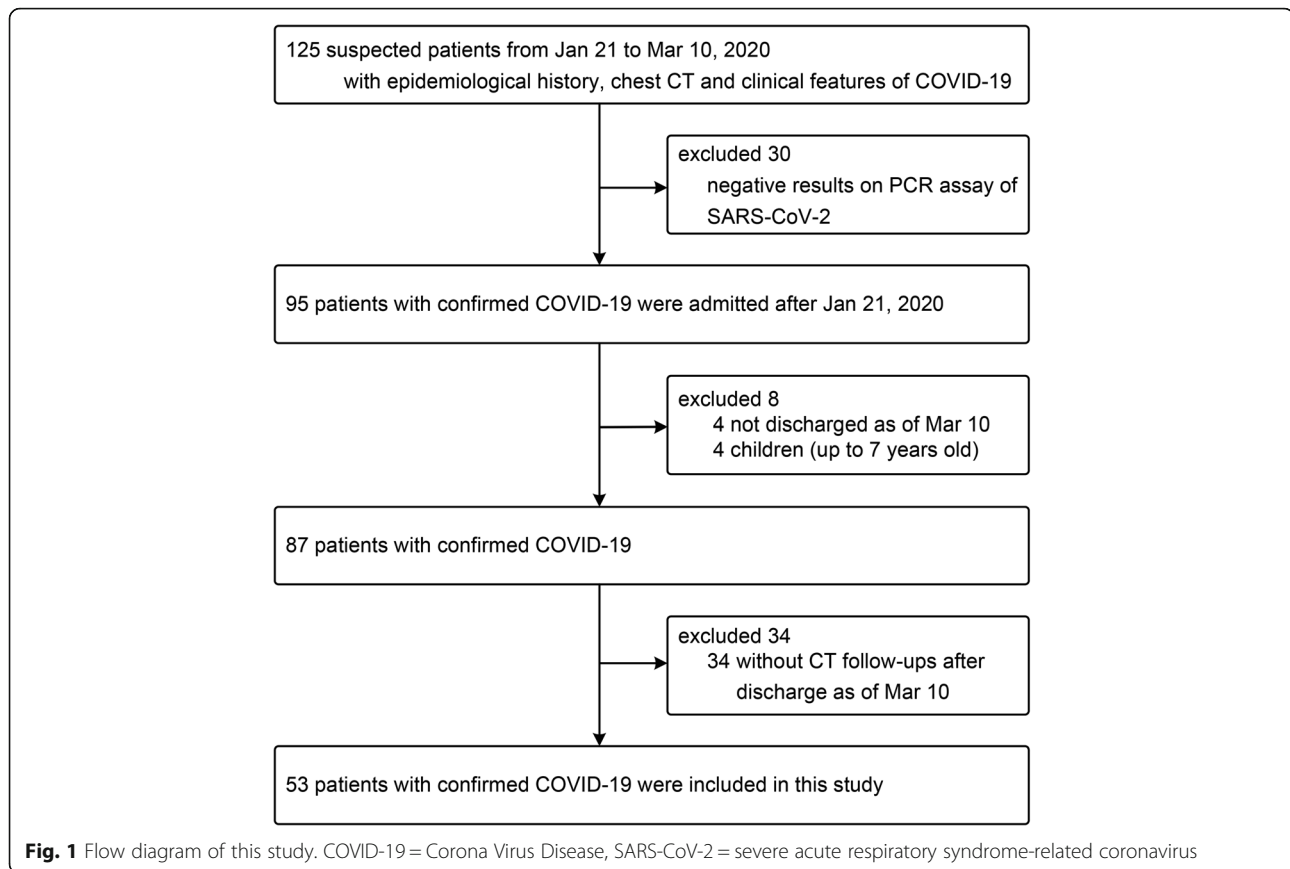 125 suspected patients from Jan 21 to Mar 10, 2020
with epidemiological history, chest CT and clinical features of COVID-19
excluded 30
negative results on PCR assay of
SARS-CoV-2
95 patients with confirmed COVID-19 were admitted after Jan 21, 2020
excluded 8
4 not discharged as of Mar 10
4 children (up to 7 years old)
87 patients with confirmed COVID-19
excluded 34
34 without CT follow-ups after
discharge as of Mar 10
53 patients with confirmed COVID-19 were included in this study
Fig. 1 Flow diagram of this study. COVID-19 = Corona Virus Disease, SARS-CoV-2 = severe acute respiratory syndrome-related coronavirus